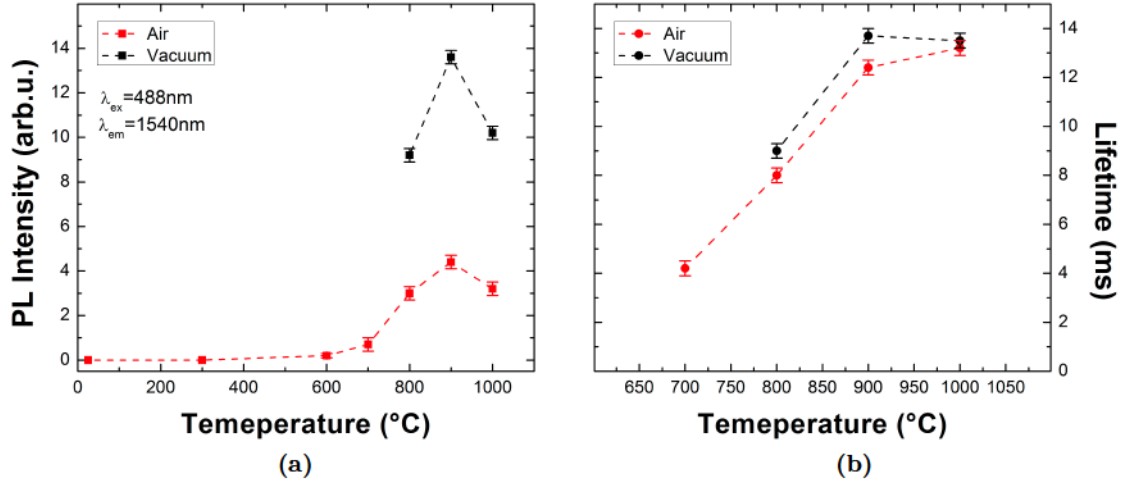 Air
Vacuum
λex=488nm
λem=1540nm
PL Intensity (arb.u.)
14
12
10
8
6
4
2
0
0 200 400 600 800 1000
Temeperature (°C)
(a)
Air
Vacuum
14
12
10
8
6
4
2
0
Lifetime (ms)
650 700 750 800 850 900 950 1000 1050
Temeperature (°C)
(b)